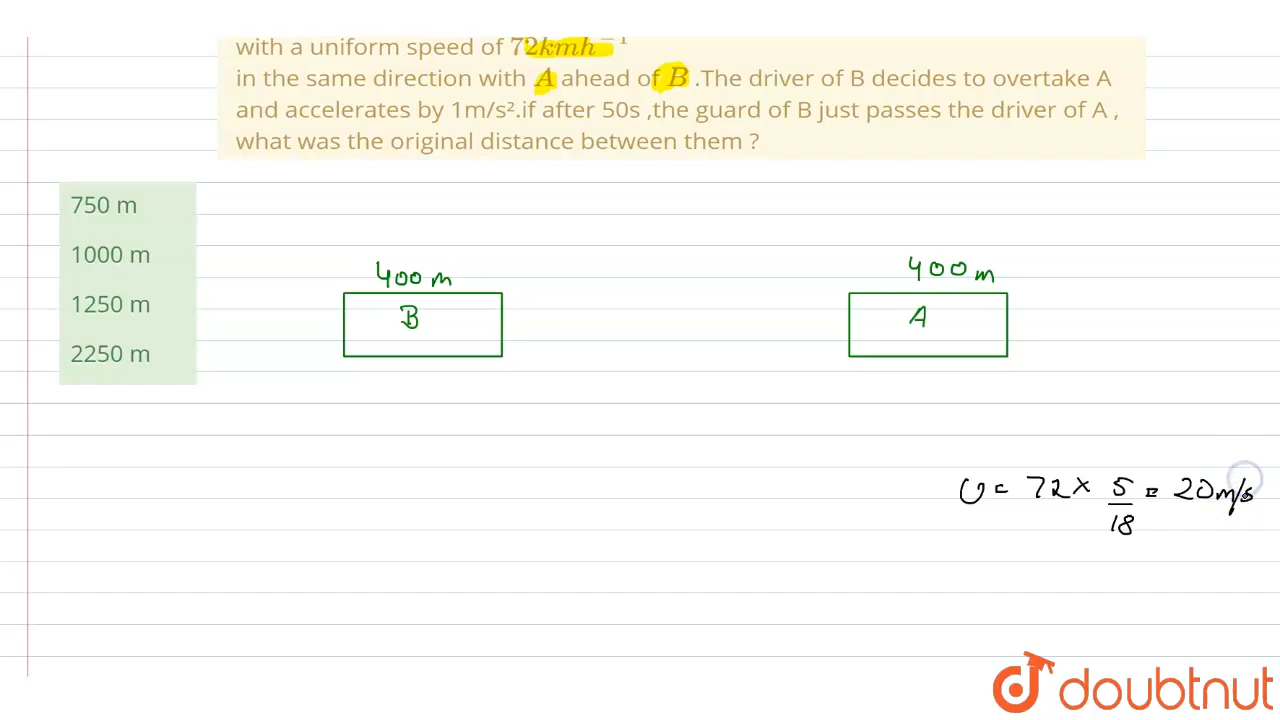 with a uniform speed of 72kmh⁻¹
in the same direction with A ahead of B .The driver of B decides to overtake A
and accelerates by 1m/s².if after 50s ,the guard of B just passes the driver of A ,
what was the original distance between them ?
750 m
1000 m
1250 m
2250 m
400 m
400 m
B
A
U = 72 × 5/18 = 20 m/s
doubtnut